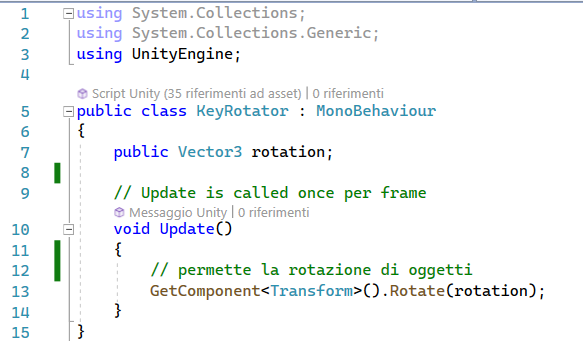 1 using System.Collections;
2 using System.Collections.Generic;
3 using UnityEngine;
4
Script Unity (35 riferimenti ad asset) | 0 riferimenti
5 public class KeyRotator : MonoBehaviour
6 {
7 public Vector3 rotation;
8
9 // Update is called once per frame
Messaggio Unity | 0 riferimenti
10 void Update()
11 {
12 // permette la rotazione di oggetti
13 GetComponent<Transform>().Rotate(rotation);
14 }
15 }